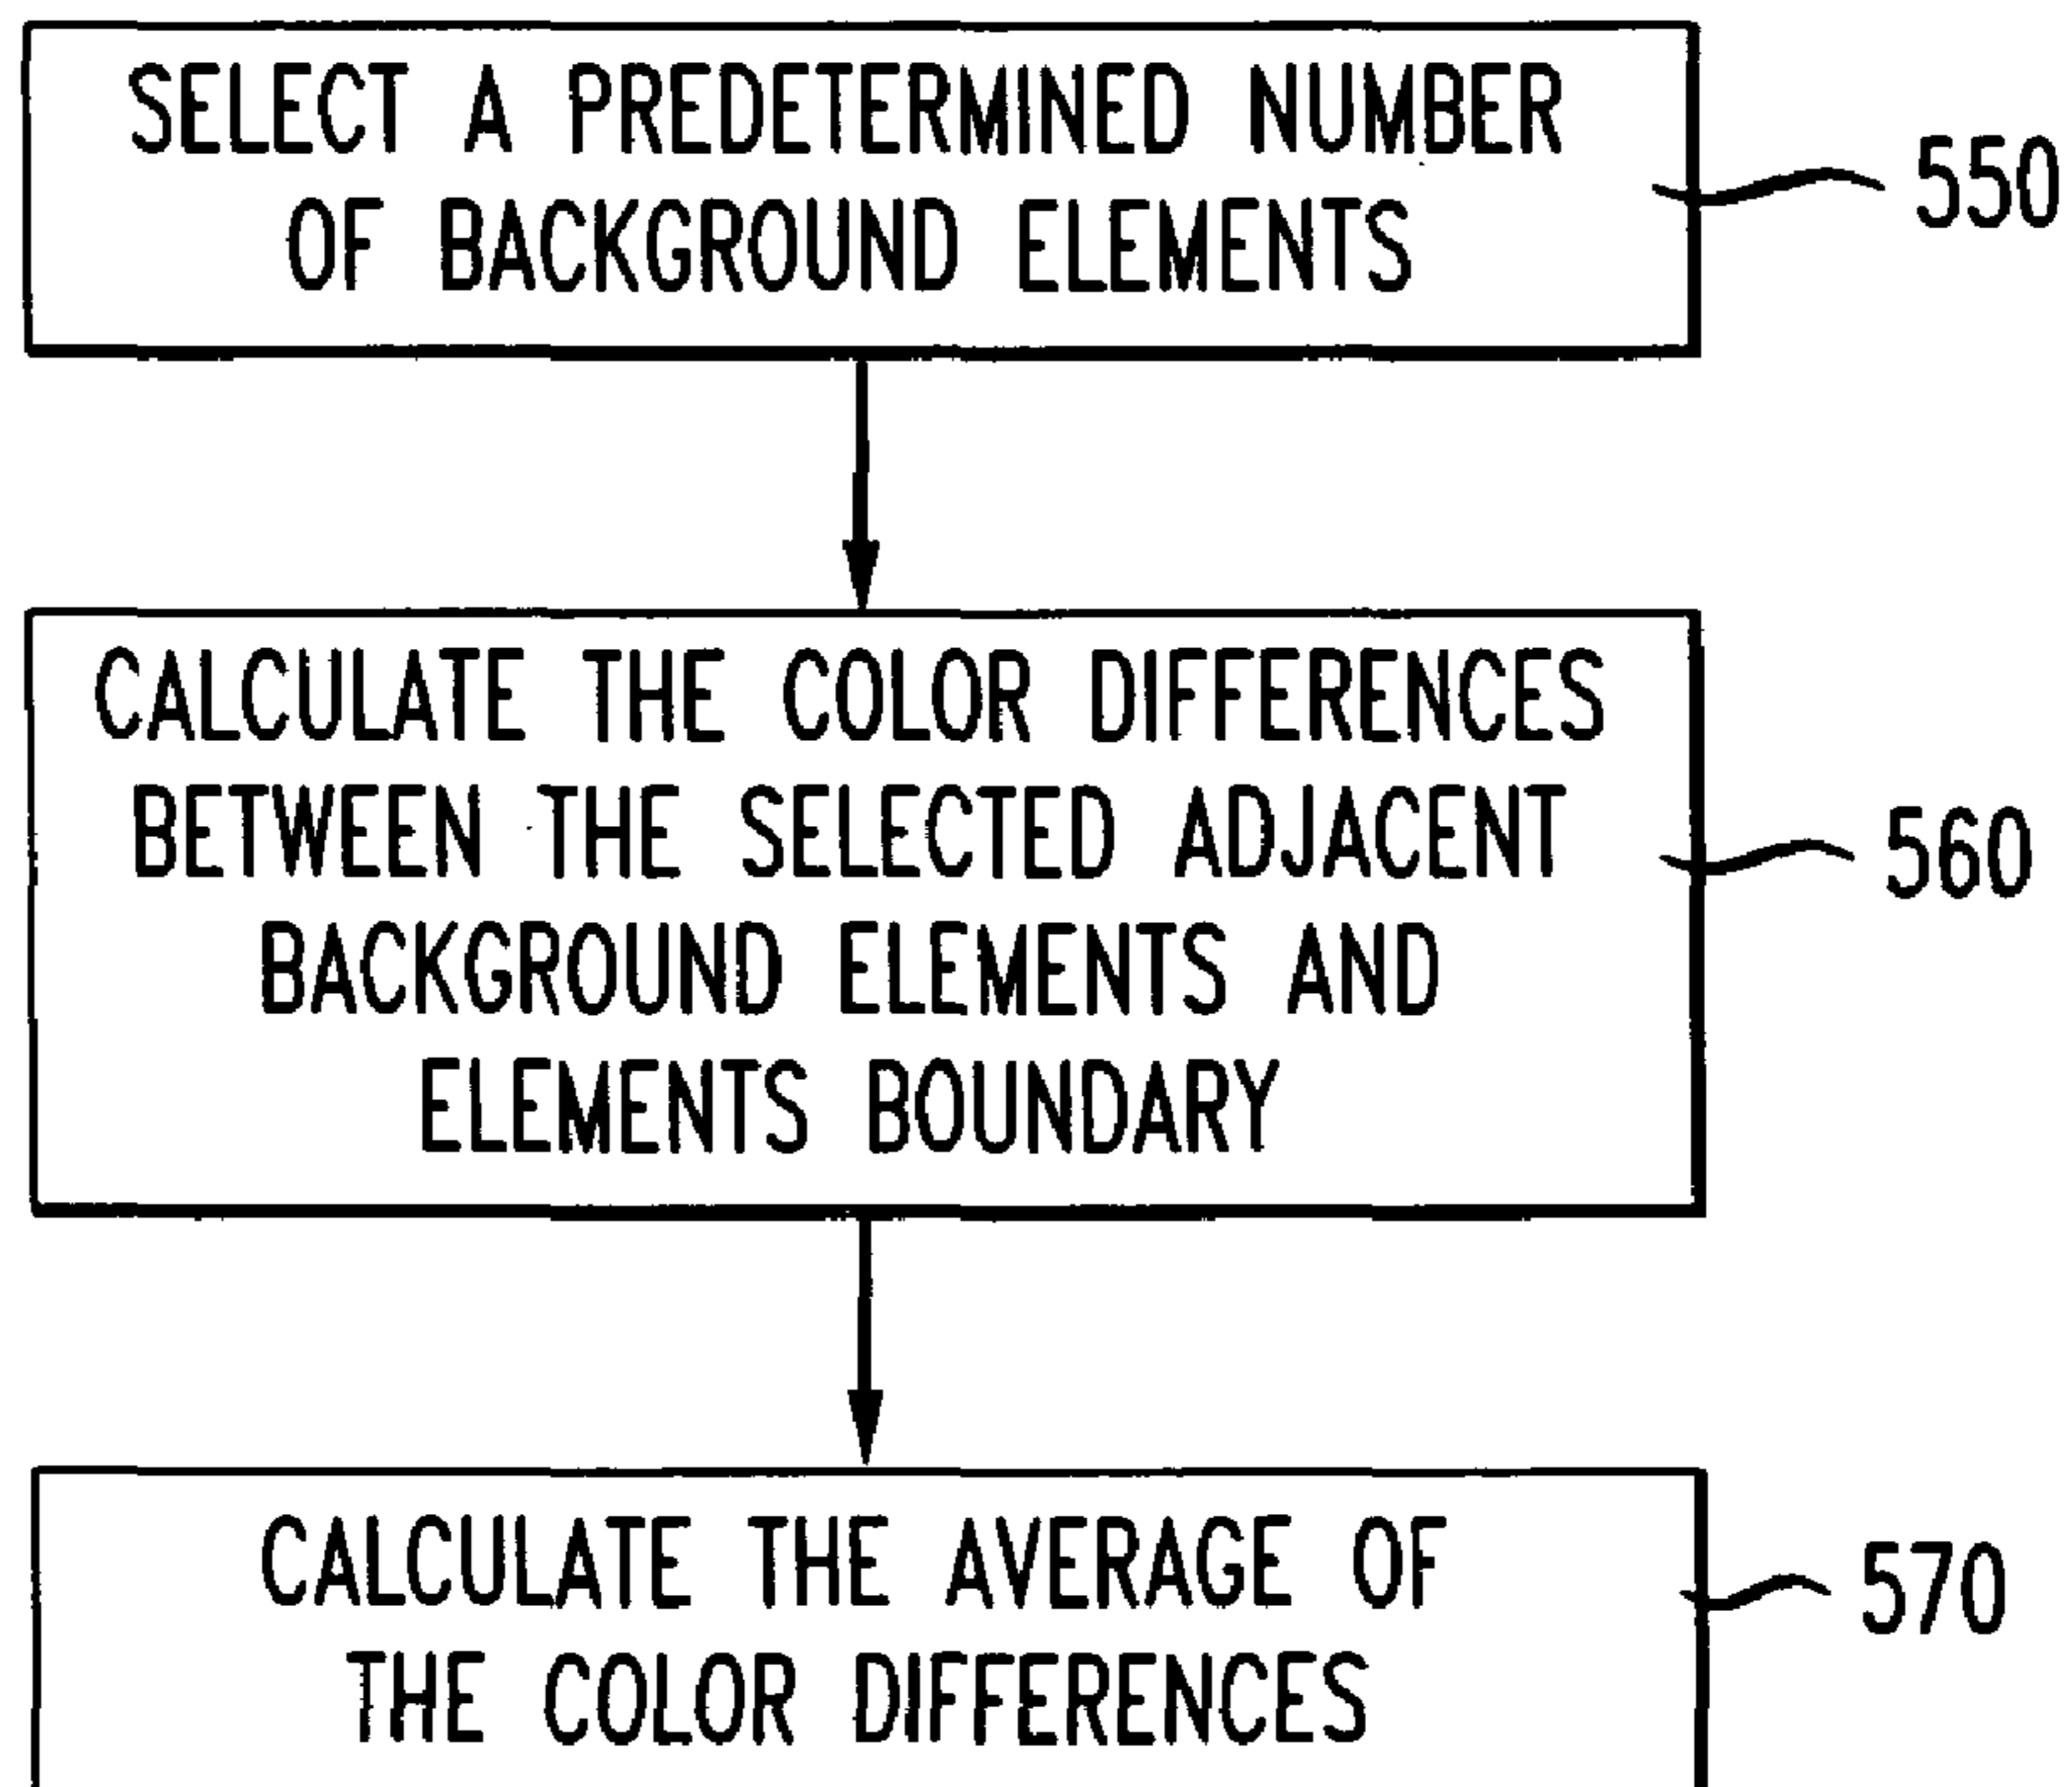 SELECT A PREDETERMINED NUMBER
OF BACKGROUND ELEMENTS
550
CALCULATE THE COLOR DIFFERENCES
BETWEEN THE SELECTED ADJACENT
BACKGROUND ELEMENTS AND
ELEMENTS BOUNDARY
560
CALCULATE THE AVERAGE OF
THE COLOR DIFFERENCES
570